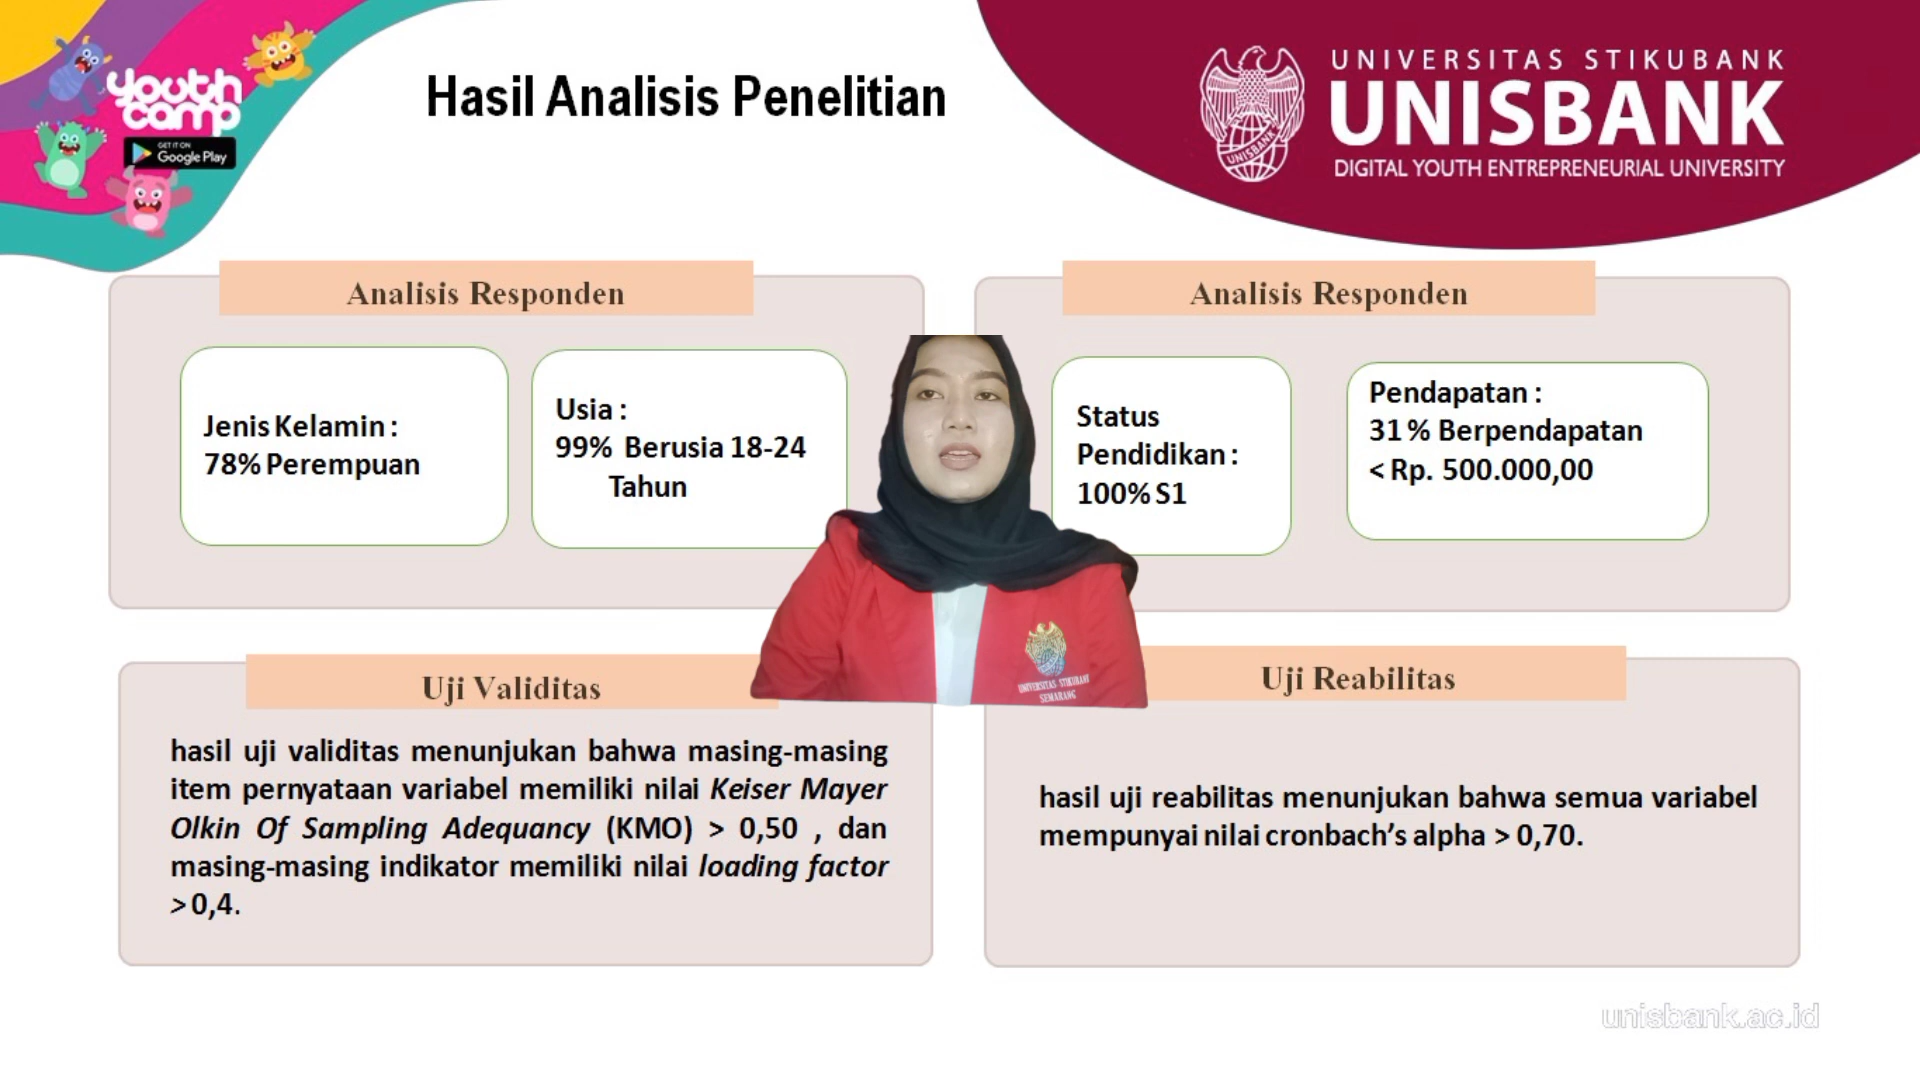 youth
camp
GET IT ON
Google Play
Hasil Analisis Penelitian
UNIVERSITAS STIKUBANK
UNISBANK
DIGITAL YOUTH ENTREPRENEURIAL UNIVERSITY
UNISBANK
Analisis Responden
Jenis Kelamin :
78% Perempuan
Usia :
99% Berusia 18-24
Tahun
Analisis Responden
Status
Pendidikan :
100% S1
Pendapatan :
31% Berpendapatan
< Rp. 500.000,00
UNIVERSITAS STIKUBANK
SEMARANG
Uji Validitas
hasil uji validitas menunjukan bahwa masing-masing
item pernyataan variabel memiliki nilai Keiser Mayer
Olkin Of Sampling Adequancy (KMO) > 0,50 , dan
masing-masing indikator memiliki nilai loading factor
> 0,4.
Uji Reabilitas
hasil uji reabilitas menunjukan bahwa semua variabel
mempunyai nilai cronbach’s alpha > 0,70.
unisbank.ac.id